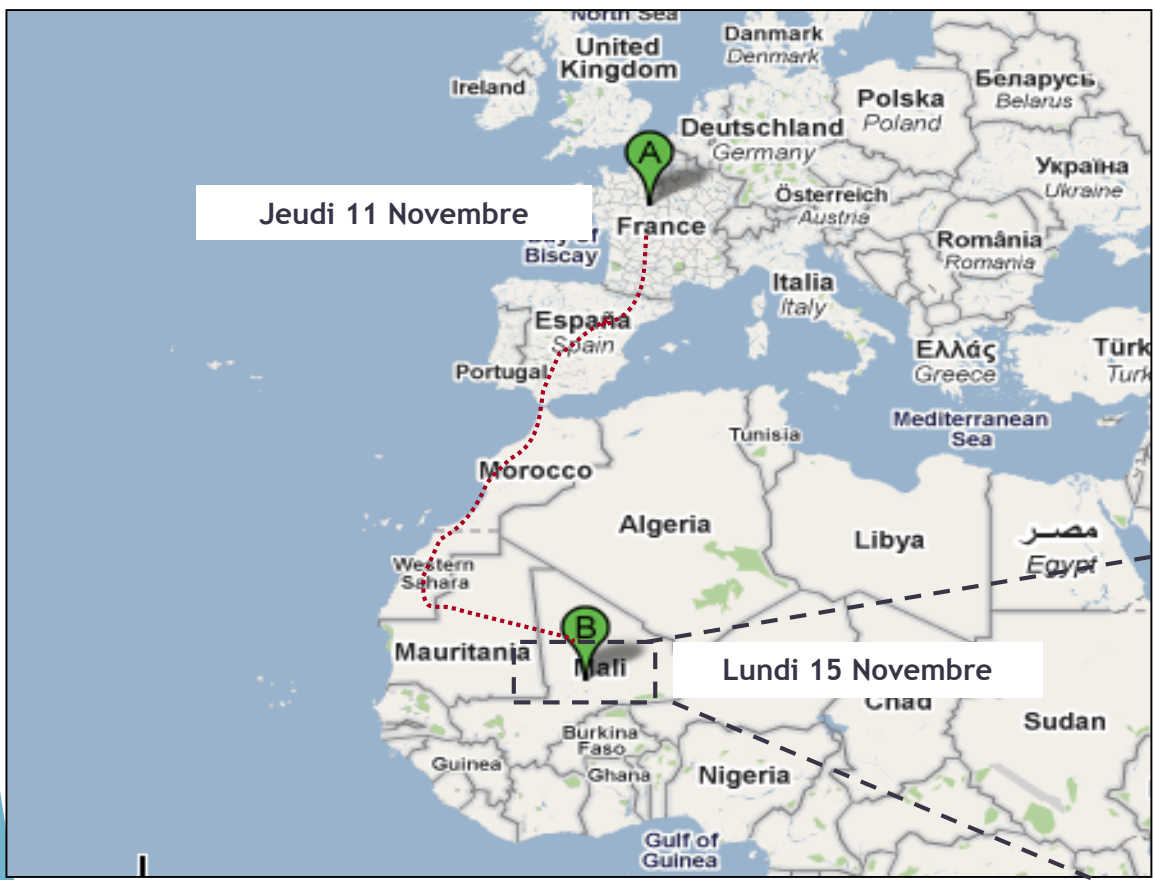 North Sea
Danmark
Denmark
United
Kingdom
Ireland
Беларусь
Belarus
Polska
Poland
Deutschland
Germany
A
Україна
Ukraine
Österreich
Austria
Jeudi 11 Novembre
France
Bay of
Biscay
România
Romania
Italia
Italy
España
Spain
Portugal
Ελλάς
Greece
Türk
Turk
Mediterranean
Sea
Tunisia
Morocco
Algeria
Libya
مصر
Egypt
Western
Sahara
B
Mauritania
Mali
Lundi 15 Novembre
Chad
Sudan
Burkina
Faso
Guinea
Ghana
Nigeria
Gulf of
Guinea